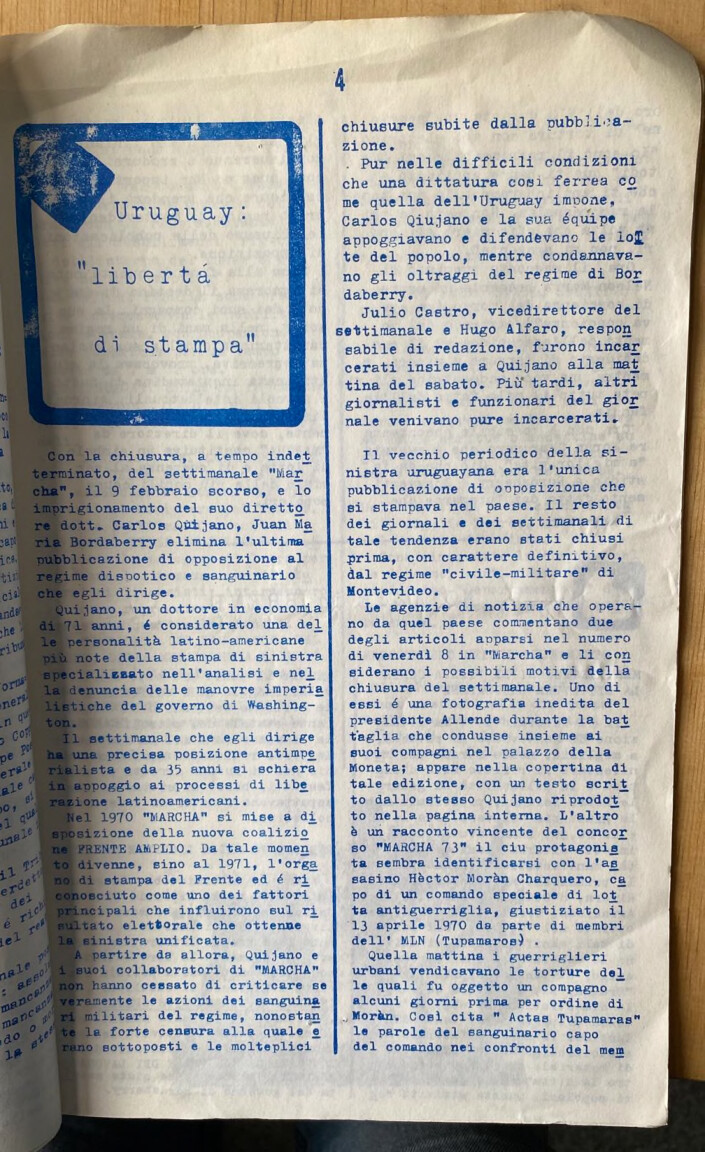 4
Uruguay:
"libertá
di stampa"
Con la chiusura, a tempo indet
terminato, del settimanale "Mar
cha", il 9 febbraio scorso, e lo
imprigionamento del suo diretto
re dott. Carlos Quijano, Juan Ma
ria Bordaberry elimina l'ultima
pubblicazione di opposizione al
regime dispotico e sanguinario
che egli dirige.
Quijano, un dottore in economia
di 71 anni, é considerato una del
le personalità latino-americane
più note della stampa di sinistra
specializzato nell'analisi e nel
la denuncia delle manovre imperia
listiche del governo di Washing-
ton.
Il settimanale che egli dirige
ha una precisa posizione antimpe
rialista e da 35 anni si schiera
in appoggio ai processi di libe
razione latinoamericani.
Nel 1970 "MARCHA" si mise a di
sposizione della nuova coalizio
ne FRENTE AMPLIO. Da tale momen
to divenne, sino al 1971, l'orga
no di stampa del Frente ed é ri
conosciuto come uno dei fattori
principali che influirono sul ri
sultato elettorale che ottenne
la sinistra unificata.
A partire da allora, Quijano e
i suoi collaboratori di "MARCHA"
non hanno cessato di criticare se
veramente le azioni dei sanguina
ri militari del regime, nonostan
te la forte censura alla quale e
rano sottoposti e le molteplici
chiusure subite dalla pubblica-
zione.
Pur nelle difficili condizioni
che una dittatura cosi ferrea co
me quella dell'Uruguay impone,
Carlos Qiujano e la sua équipe
appoggiavano e difendevano le lot
te del popolo, mentre condannava-
no gli oltraggi del regime di Bor
daberry.
Julio Castro, vicedirettore del
settimanale e Hugo Alfaro, respon
sabile di redazione, furono incar
cerati insieme a Quijano alla mat
tina del sabato. Più tardi, altri
giornalisti e funzionari del gior
nale venivano pure incarcerati.
Il vecchio periodico della si-
nistra uruguayana era l'unica
pubblicazione di opposizione che
si stampava nel paese. Il resto
dei giornali e dei settimanali di
tale tendenza erano stati chiusi
prima, con carattere definitivo,
dal regime "civile-militare" di
Montevideo.
Le agenzie di notizia che opera-
no da quel paese commentano due
degli articoli apparsi nel numero
di venerdì 8 in "Marcha" e li con
siderano i possibili motivi della
chiusura del settimanale. Uno di
essi é una fotografia inedita del
presidente Allende durante la bat
taglia che condusse insieme ai
suoi compagni nel palazzo della
Moneta; appare nella copertina di
tale edizione, con un testo scrit
to dallo stesso Quijano riprodot
to nella pagina interna. L'altro
è un racconto vincente del concor
so "MARCHA 73" il ciu protagonis
ta sembra identificarsi con l'as
sasino Hèctor Moràn Charquero, ca
po di un comando speciale di lot
ta antiguerriglia, giustiziato il
13 aprile 1970 da parte di membri
dell' MLN (Tupamaros) .
Quella mattina i guerriglieri
urbani vendicavano le torture del
le quali fu oggetto un compagno
alcuni giorni prima per ordine di
Moràn. Così cita " Actas Tupamaras"
le parole del sanguinario capo
del comando nei confronti del mem